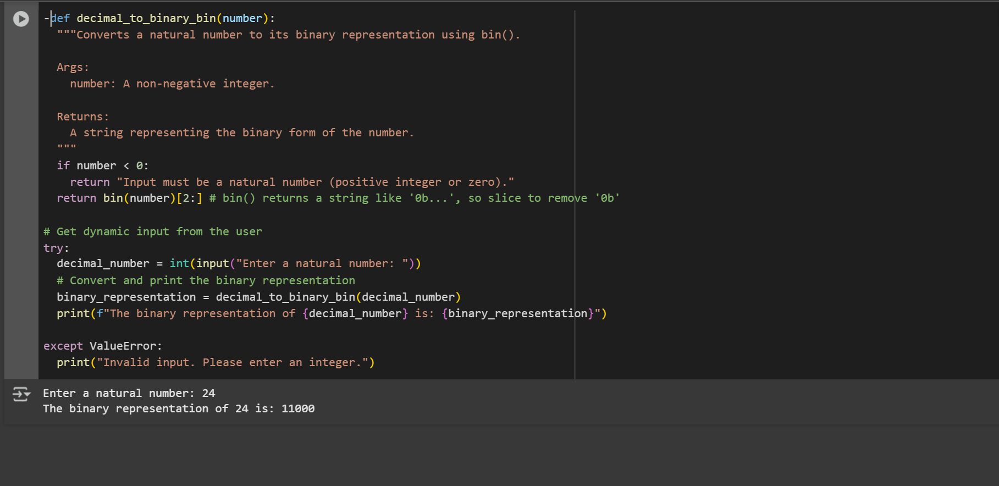 -def decimal_to_binary_bin(number):
  """Converts a natural number to its binary representation using bin().

  Args:
    number: A non-negative integer.

  Returns:
    A string representing the binary form of the number.
  """
  if number < 0:
    return "Input must be a natural number (positive integer or zero)."
  return bin(number)[2:] # bin() returns a string like '0b...', so slice to remove '0b'

# Get dynamic input from the user
try:
  decimal_number = int(input("Enter a natural number: "))
  # Convert and print the binary representation
  binary_representation = decimal_to_binary_bin(decimal_number)
  print(f"The binary representation of {decimal_number} is: {binary_representation}")

except ValueError:
  print("Invalid input. Please enter an integer.")
Enter a natural number: 24
The binary representation of 24 is: 11000